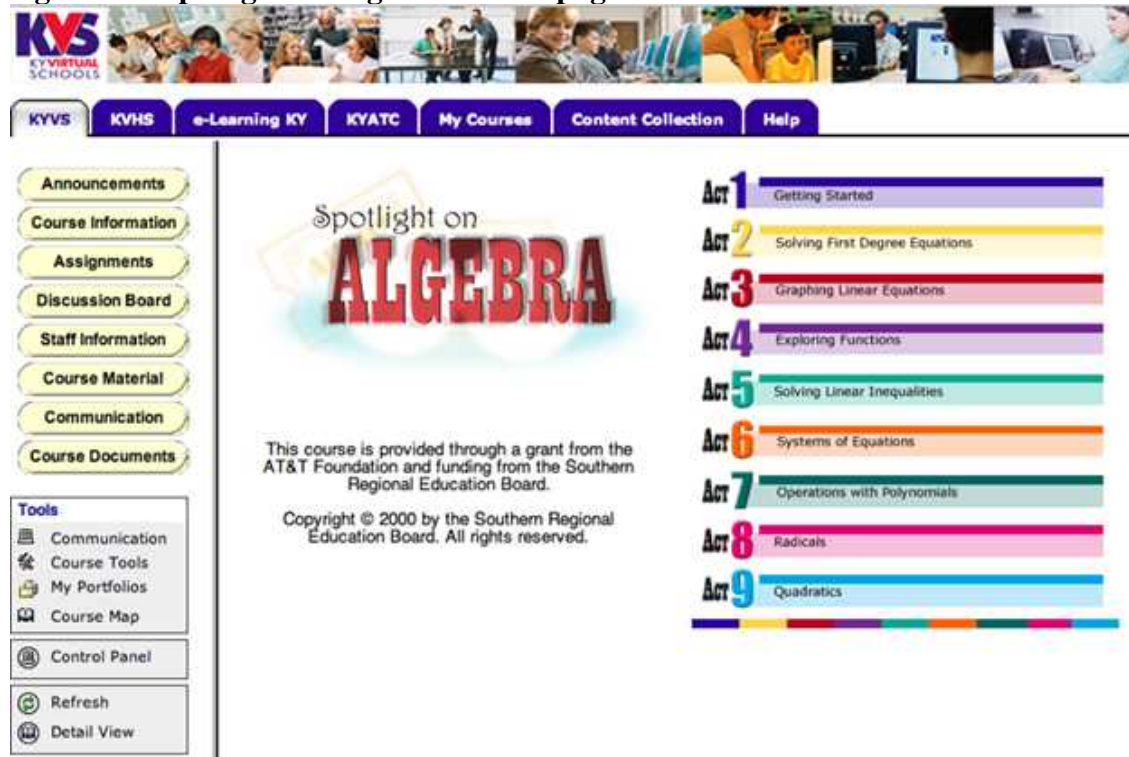 KVS
KY VIRTUAL
SCHOOLS
KYVS KVHS e-Learning KY KYATC My Courses Content Collection Help
Announcements
Course Information
Assignments
Discussion Board
Staff Information
Course Material
Communication
Course Documents
Tools
Communication
Course Tools
My Portfolios
Course Map
Control Panel
Refresh
Detail View
Spotlight on
ALGEBRA
This course is provided through a grant from the
AT&T Foundation and funding from the Southern
Regional Education Board.
Copyright © 2000 by the Southern Regional
Education Board. All rights reserved.
Act 1 Getting Started
Act 2 Solving First Degree Equations
Act 3 Graphing Linear Equations
Act 4 Exploring Functions
Act 5 Solving Linear Inequalities
Act 6 Systems of Equations
Act 7 Operations with Polynomials
Act 8 Radicals
Act 9 Quadratics